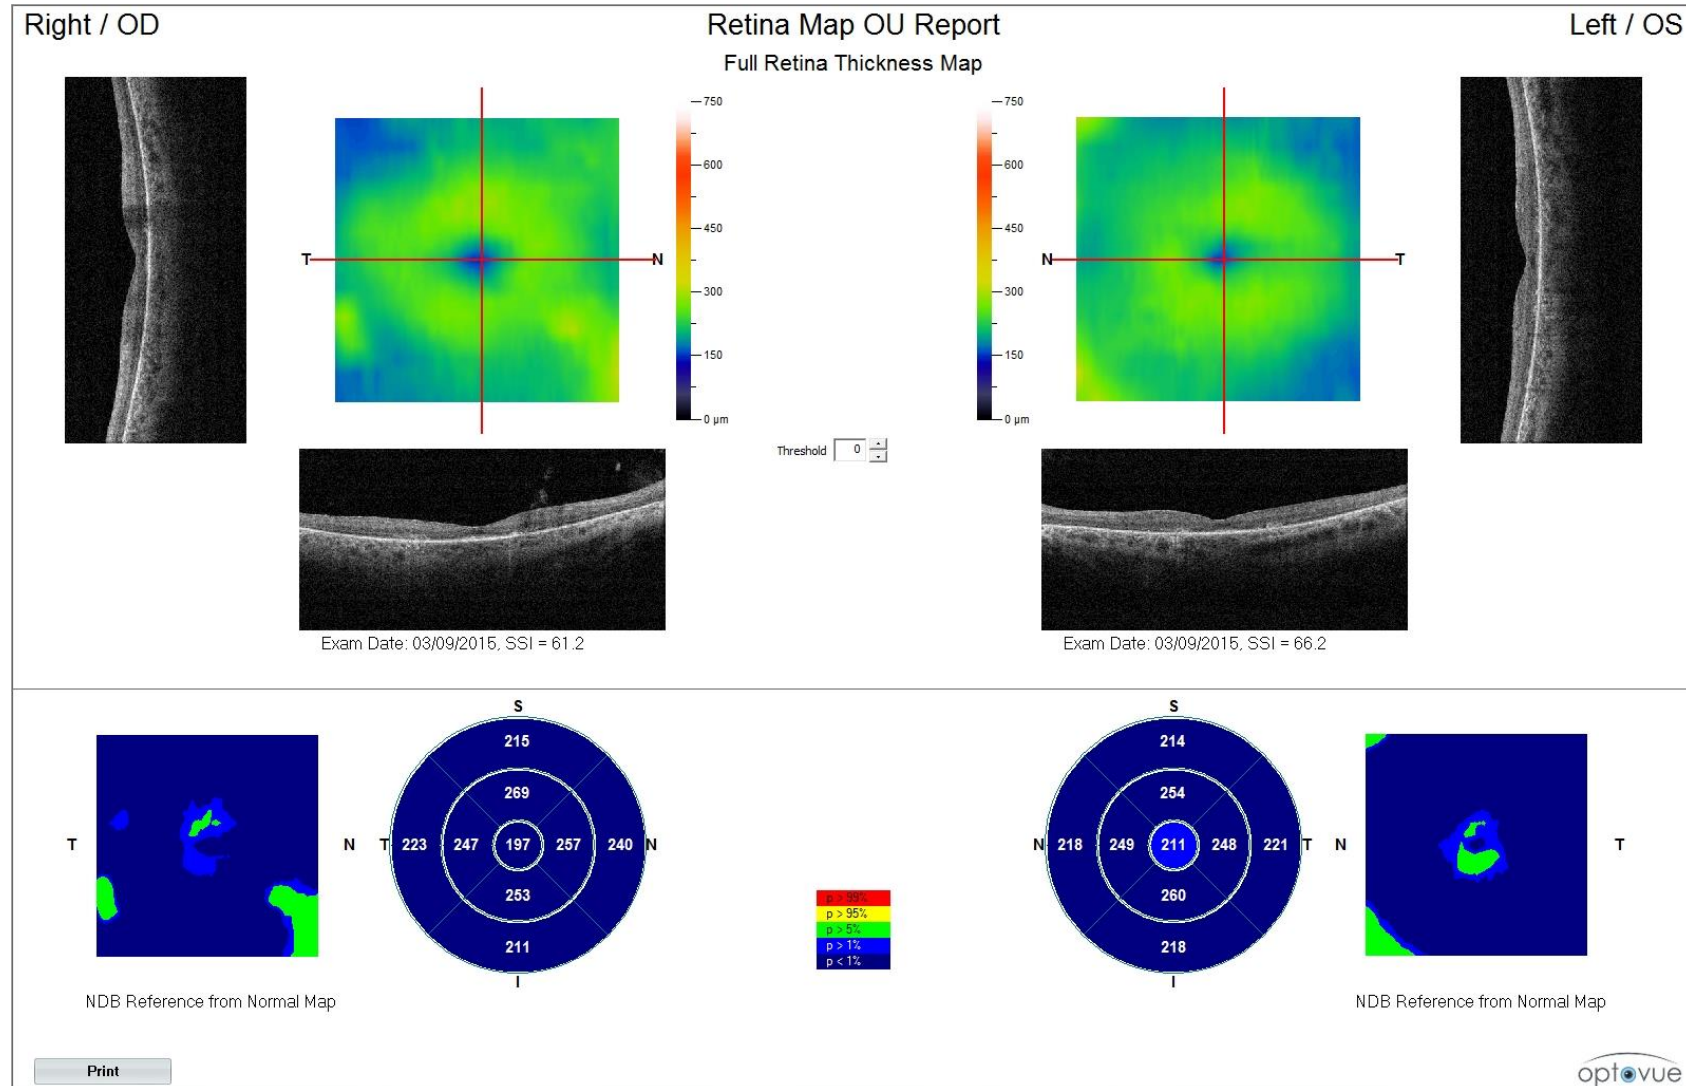 Right / OD
Retina Map OU Report
Left / OS
Full Retina Thickness Map
750
600
450
300
150
0 µm
T
N
750
600
450
300
150
0 µm
N
T
Threshold 0
Exam Date: 03/09/2015, SSI = 61.2
Exam Date: 03/09/2015, SSI = 66.2
T
N
S
215
269
T 223 247 197 257 240 N
253
211
I
S
214
254
N 218 249 211 248 221 T
260
218
I
N
T
p > 99%
p > 95%
p > 5%
p > 1%
p < 1%
NDB Reference from Normal Map
NDB Reference from Normal Map
Print
optovue